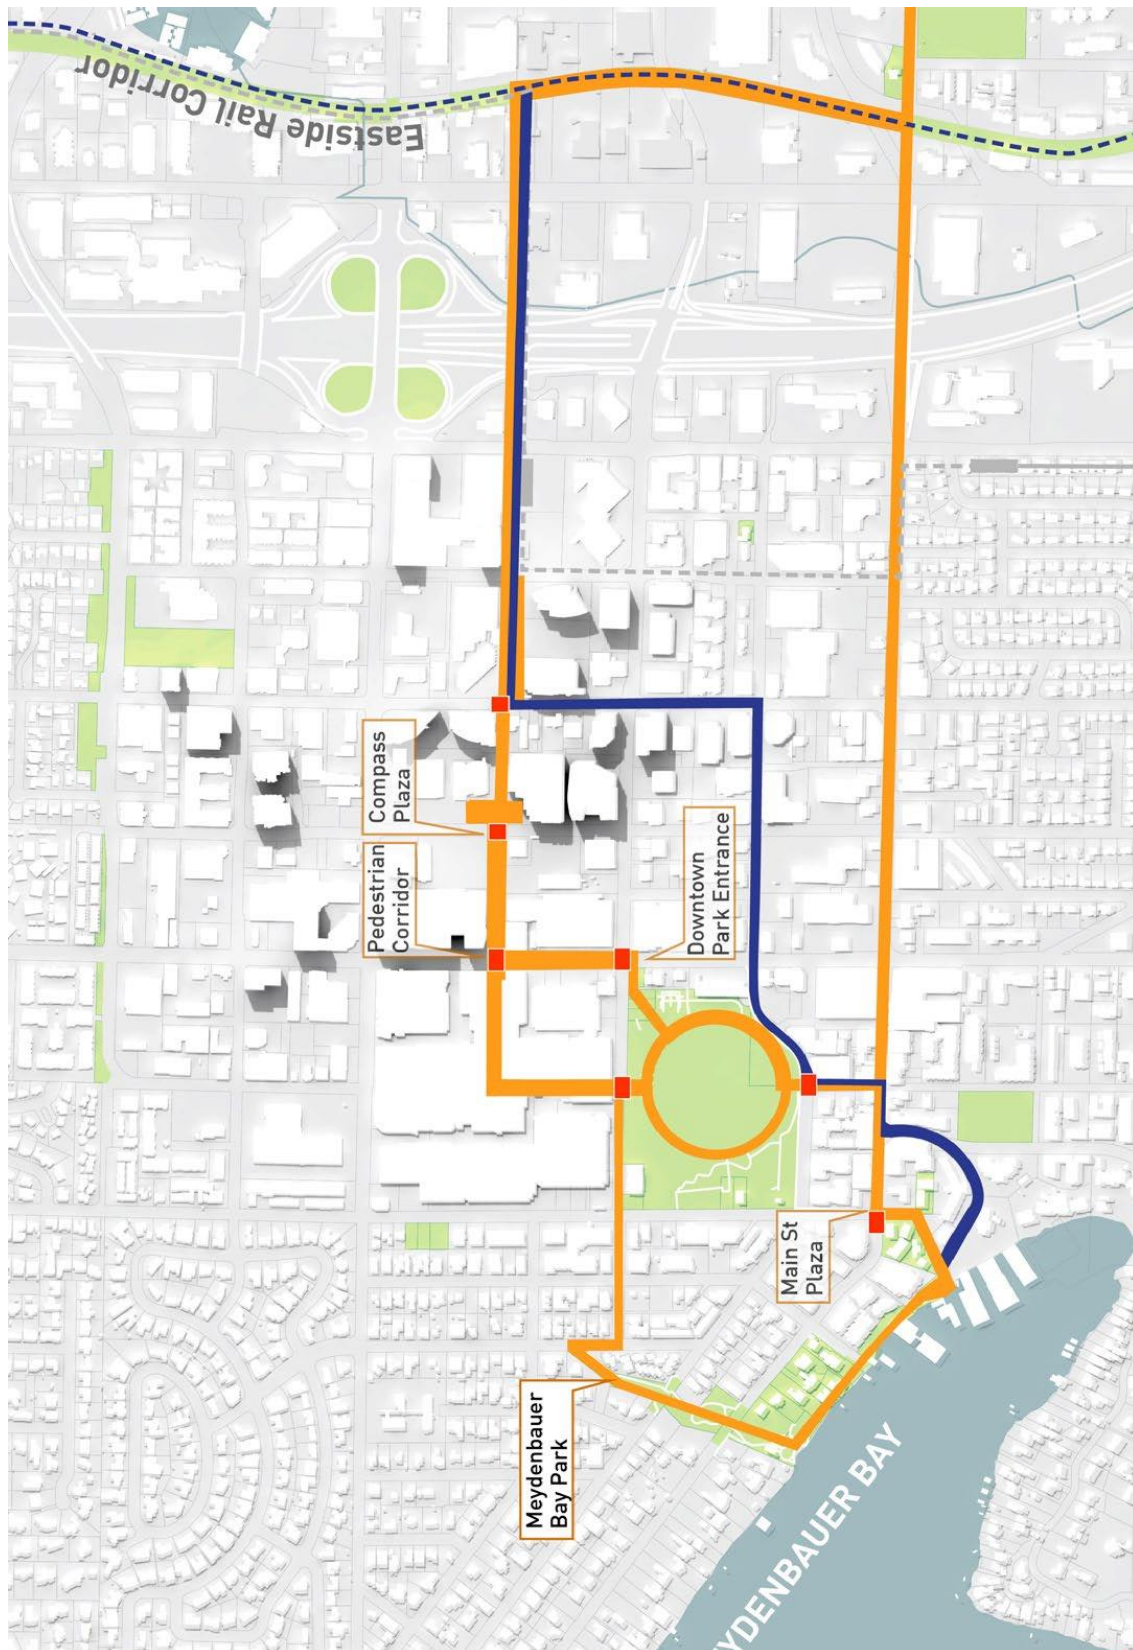 Eastside Rail Corridor
Compass
Plaza
Pedestrian
Corridor
Downtown
Park Entrance
Main St
Plaza
Meydenbauer
Bay Park
YDENBAUER BAY